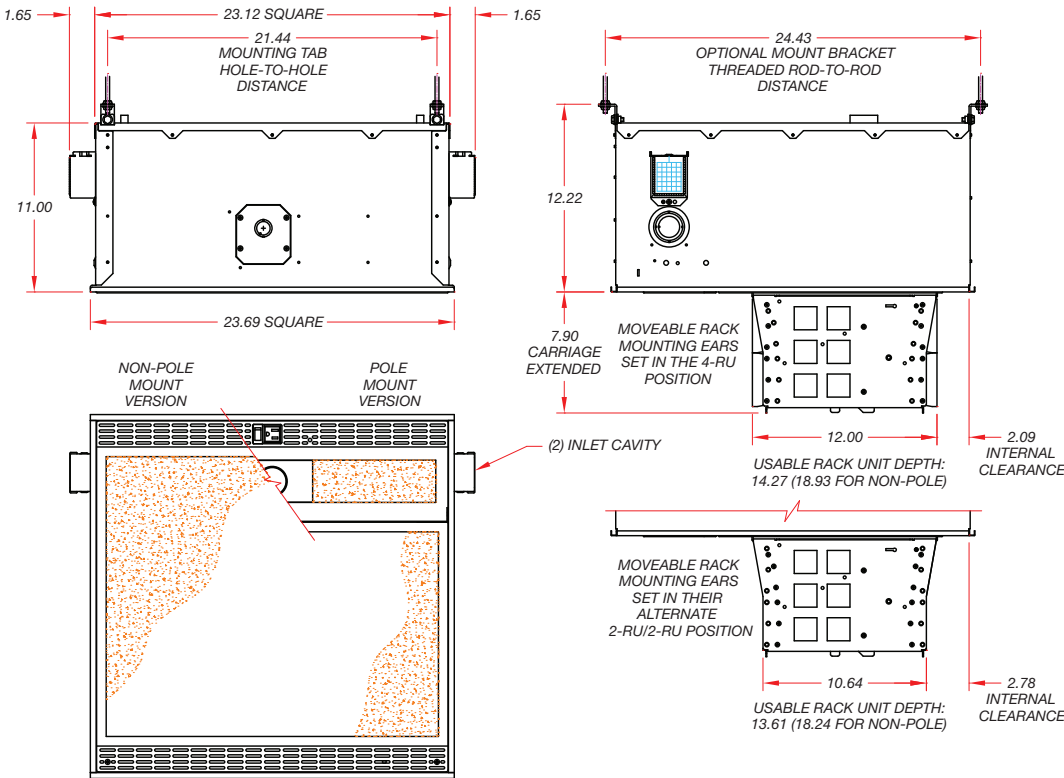 1.65
23.12 SQUARE
1.65
21.44
MOUNTING TAB
HOLE-TO-HOLE
DISTANCE
11.00
23.69 SQUARE
24.43
OPTIONAL MOUNT BRACKET
THREADED ROD-TO-ROD
DISTANCE
12.22
7.90
CARRIAGE
EXTENDED
MOVEABLE RACK
MOUNTING EARS
SET IN THE 4-RU
POSITION
12.00
2.09
INTERNAL
CLEARANCE
USABLE RACK UNIT DEPTH:
14.27 (18.93 FOR NON-POLE)
NON-POLE
MOUNT
VERSION
POLE
MOUNT
VERSION
(2) INLET CAVITY
MOVEABLE RACK
MOUNTING EARS
SET IN THEIR
ALTERNATE
2-RU/2-RU POSITION
10.64
2.78
INTERNAL
CLEARANCE
USABLE RACK UNIT DEPTH:
13.61 (18.24 FOR NON-POLE)